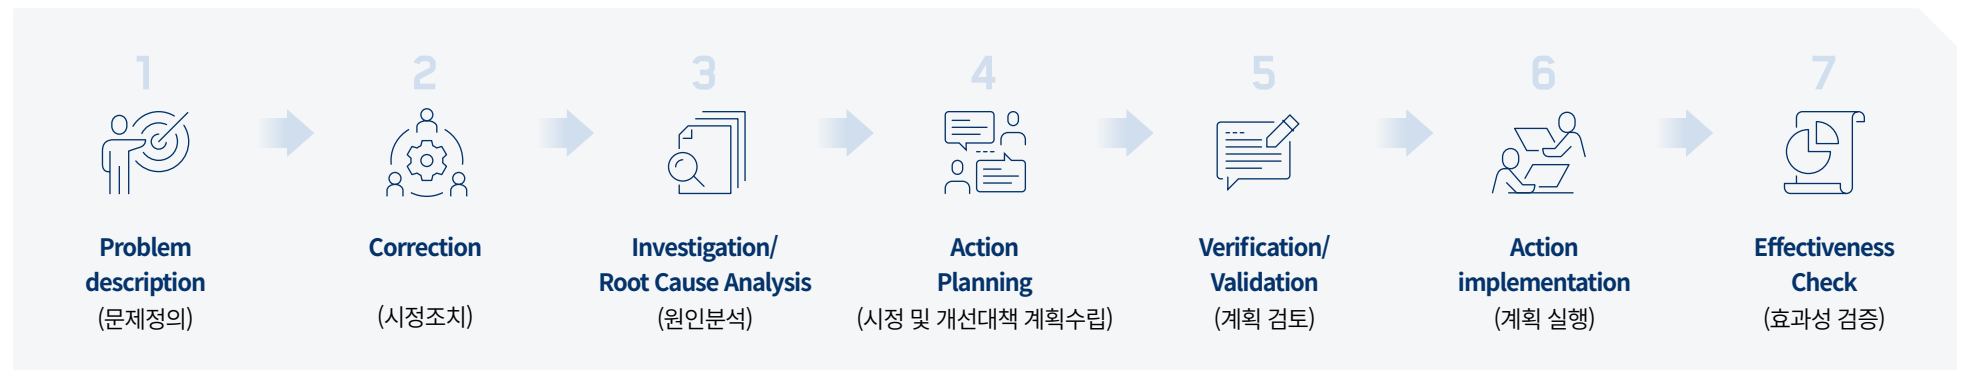 1
Problem
description
(문제정의)
2
Correction
(시정조치)
3
Investigation/
Root Cause Analysis
(원인분석)
4
Action
Planning
(시정 및 개선대책 계획수립)
5
Verification/
Validation
(계획 검토)
6
Action
implementation
(계획 실행)
7
Effectiveness
Check
(효과성 검증)